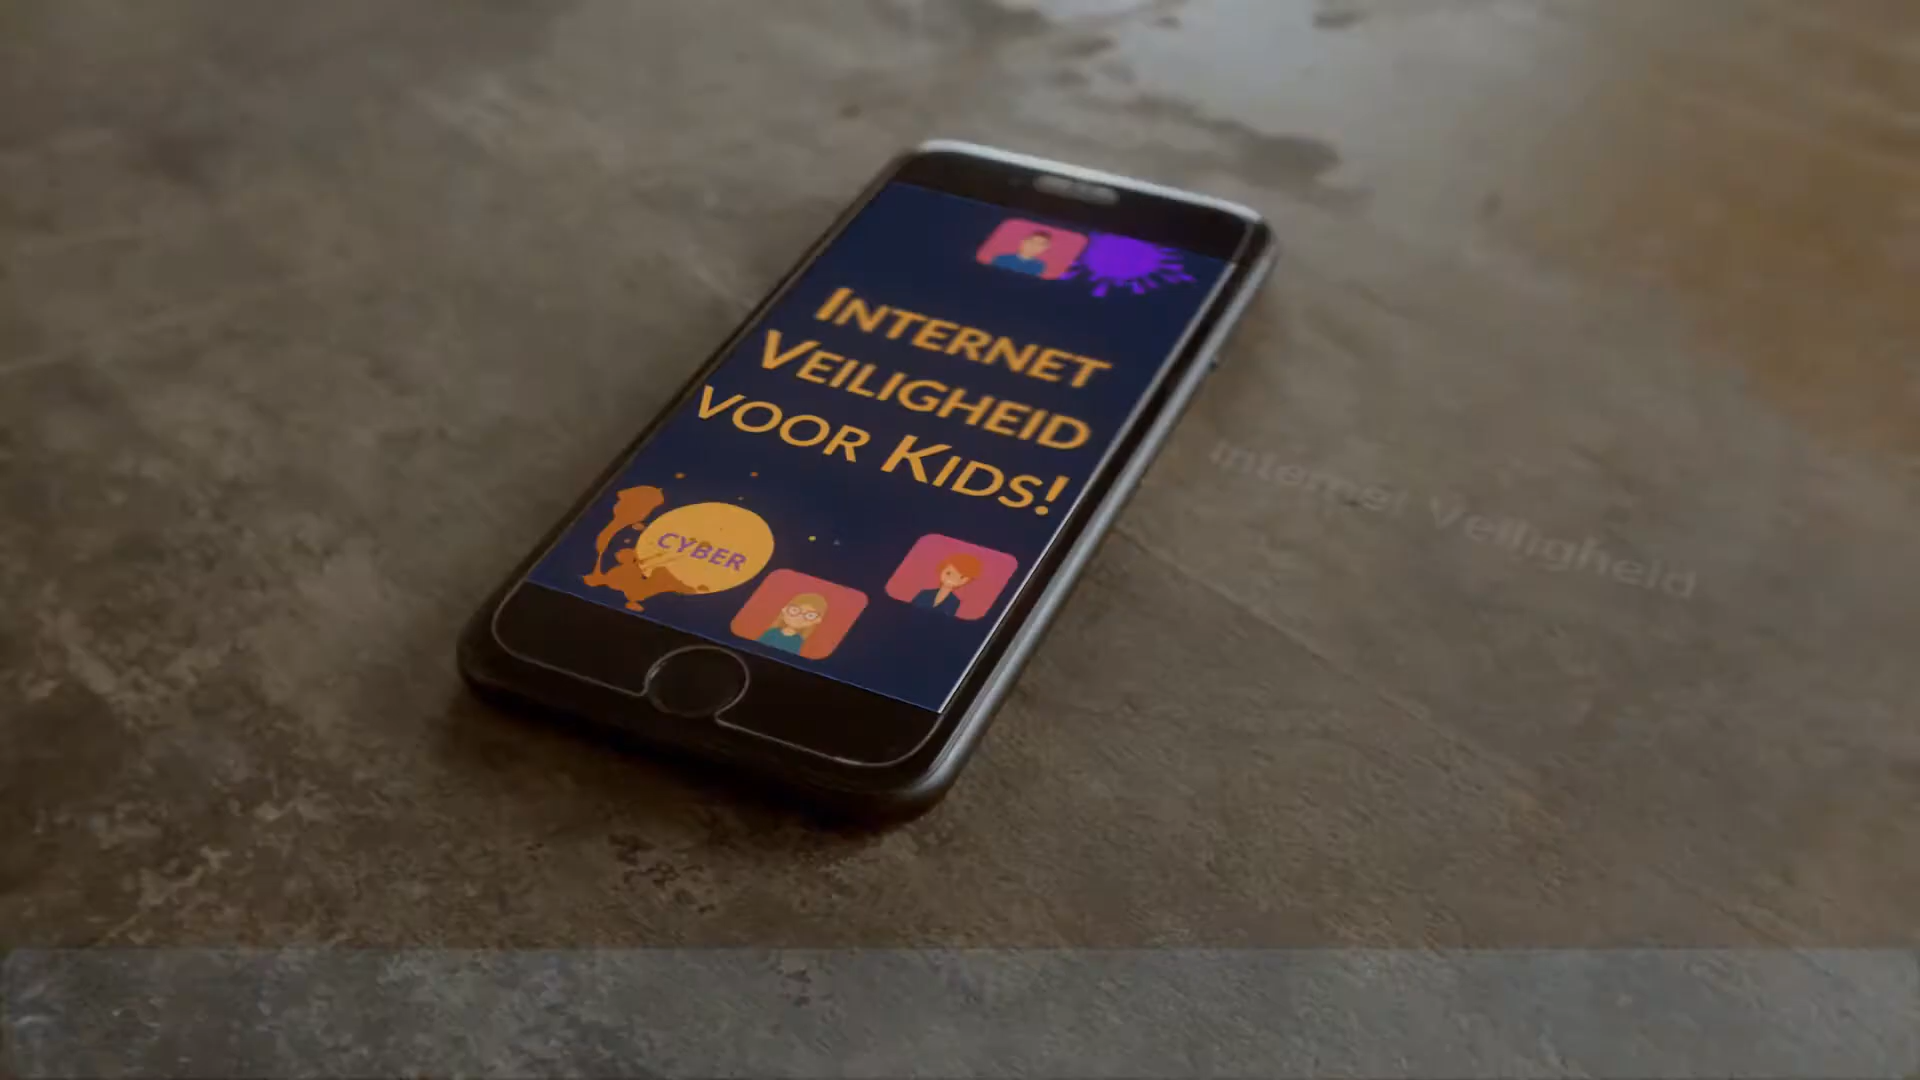 INTERNET
VEILIGHEID
VOOR KIDS!
CYBER
Internet Veiligheid